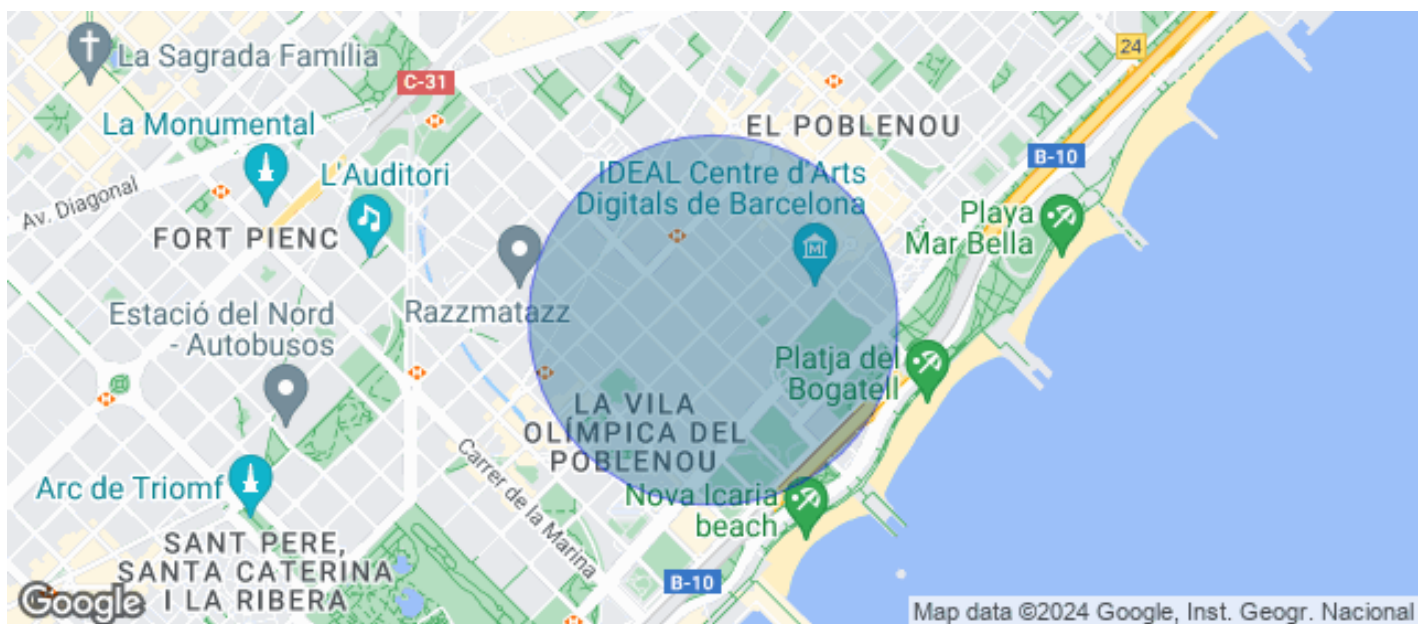 24
La Sagrada Família
C-31
La Monumental
EL POBLENOU
B-10
IDEAL Centre d'Arts
Digitals de Barcelona
L'Auditori
Av. Diagonal
Playa
Mar Bella
FORT PIENC
M
Razzmatazz
Estació del Nord
- Autobusos
Platja del
Bogatell
LA VILA
OLÍMPICA DEL
POBLENOU
Carrer de la Marina
Arc de Triomf
Nova Icaria
beach
SANT PERE,
SANTA CATERINA
I LA RIBERA
B-10
Google
Map data ©2024 Google, Inst. Geogr. Nacional